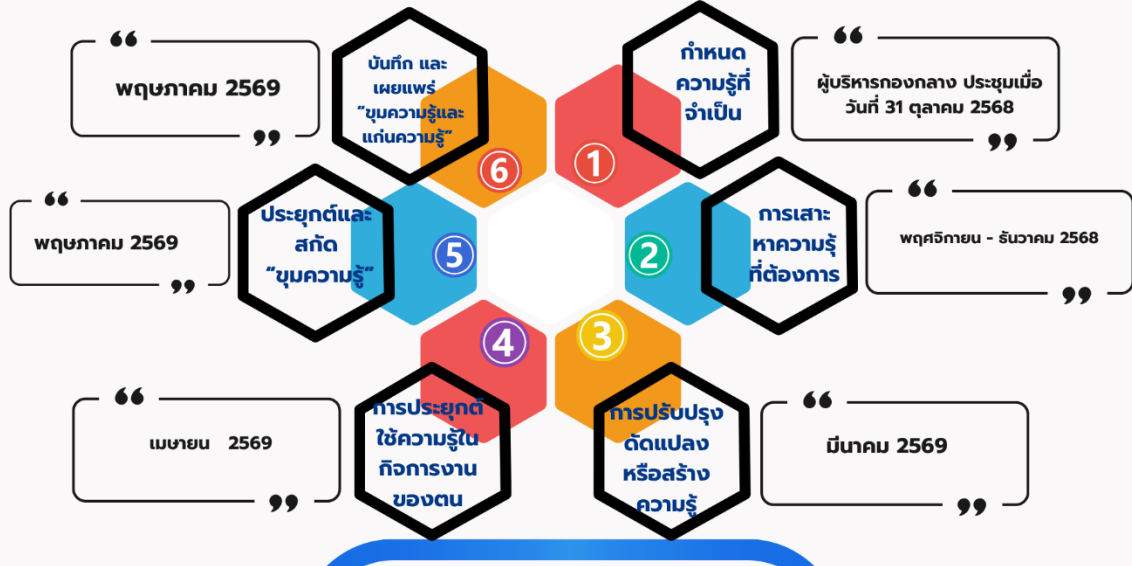 กำหนด
ความรู้ที่
จำเป็น
ผู้บริหารกองกลาง ประชุมเมื่อ
วันที่ 31 ตุลาคม 2568
1
การเสาะ
หาความรู้
ที่ต้องการ
พฤศจิกายน - ธันวาคม 2568
2
การปรับปรุง
ดัดแปลง
หรือสร้าง
ความรู้
มีนาคม 2569
3
การประยุกต์
ใช้ความรู้ใน
กิจการงาน
ของตน
เมษายน 2569
4
ประยุกต์และ
สกัด
“ขุมความรู้”
พฤษภาคม 2569
5
บันทึก และ
เผยแพร่
“ขุมความรู้และ
แก่นความรู้”
พฤษภาคม 2569
6